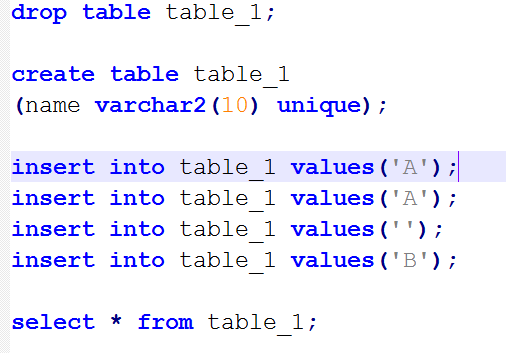 drop table table_1;
create table table_1
(name varchar2(10) unique);
insert into table_1 values('A');
insert into table_1 values('A');
insert into table_1 values('');
insert into table_1 values('B');
select * from table_1;